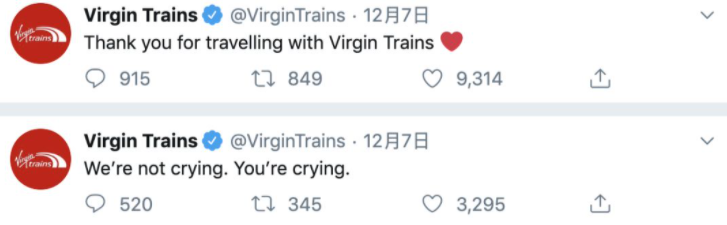 Virgin Trains @VirginTrains · 12月7日
Virgin trains
Thank you for travelling with Virgin Trains
915 849 9,314
Virgin Trains @VirginTrains · 12月7日
Virgin trains
We're not crying. You're crying.
520 345 3,295